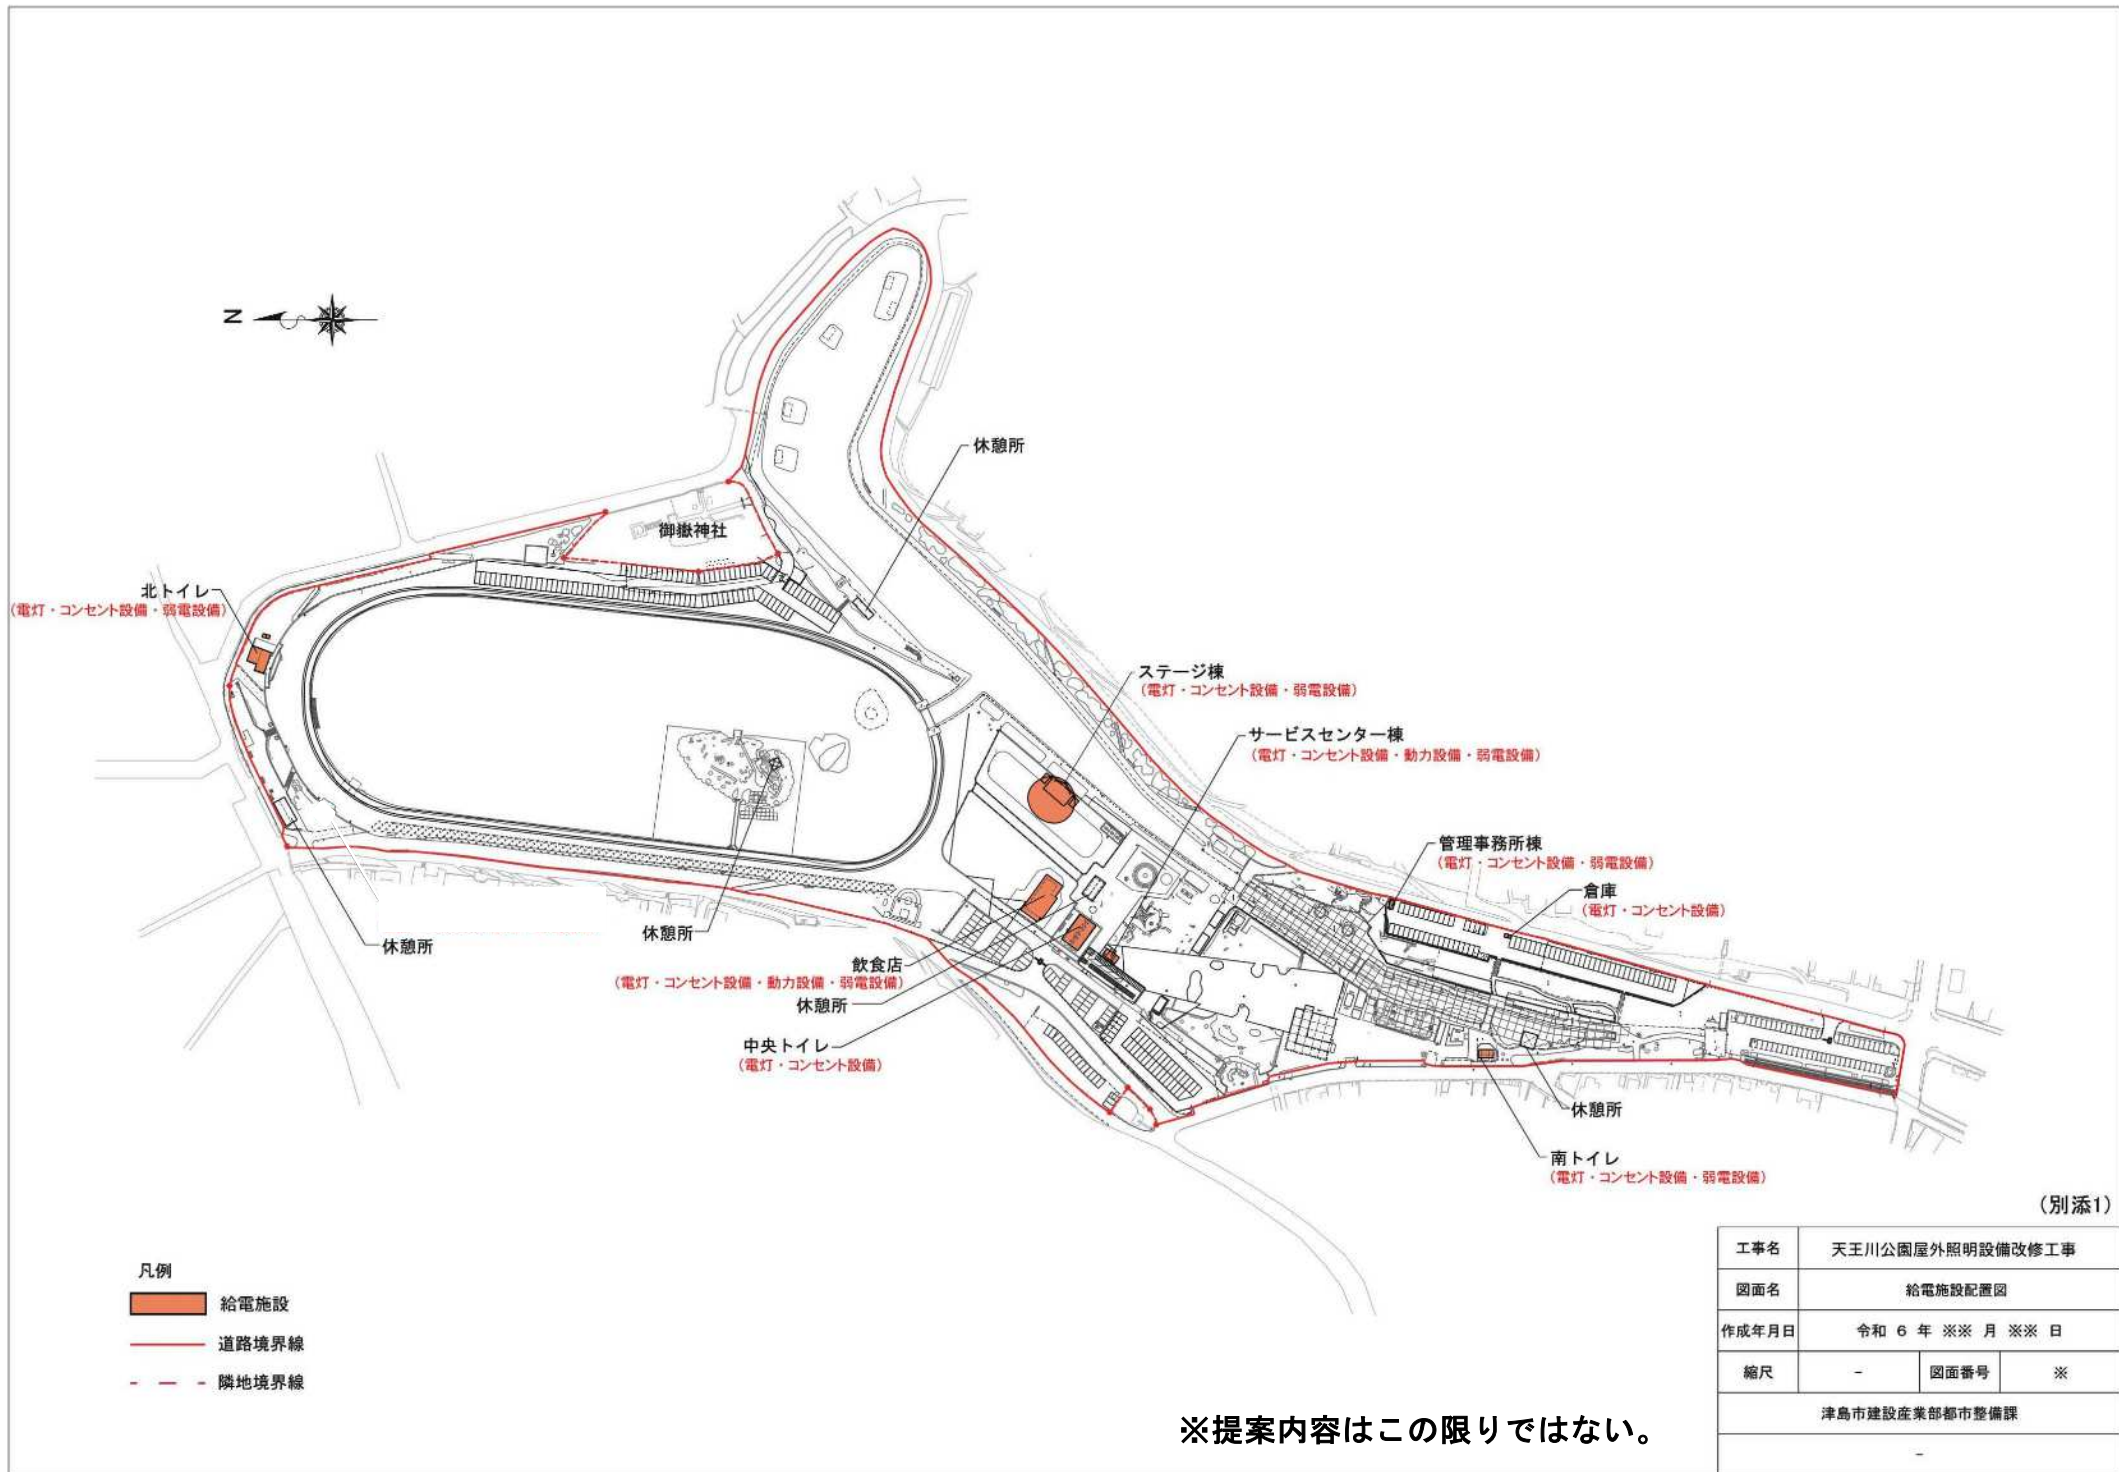 N
休憩所
御嶽神社
北トイレ
(電灯・コンセント設備・弱電設備)
ステージ棟
(電灯・コンセント設備・弱電設備)
サービスセンター棟
(電灯・コンセント設備・動力設備・弱電設備)
管理事務所棟
(電灯・コンセント設備・弱電設備)
倉庫
(電灯・コンセント設備)
休憩所
休憩所
飲食店
(電灯・コンセント設備・動力設備・弱電設備)
休憩所
中央トイレ
(電灯・コンセント設備)
休憩所
南トイレ
(電灯・コンセント設備・弱電設備)
(別添1)
凡例
給電施設
道路境界線
隣地境界線
工事名 天王川公園屋外照明設備改修工事
図面名 給電施設配置図
作成年月日 令和 6 年 ※※ 月 ※※ 日
縮尺 - 図面番号 ※
津島市建設産業部都市整備課
-
※提案内容はこの限りではない。